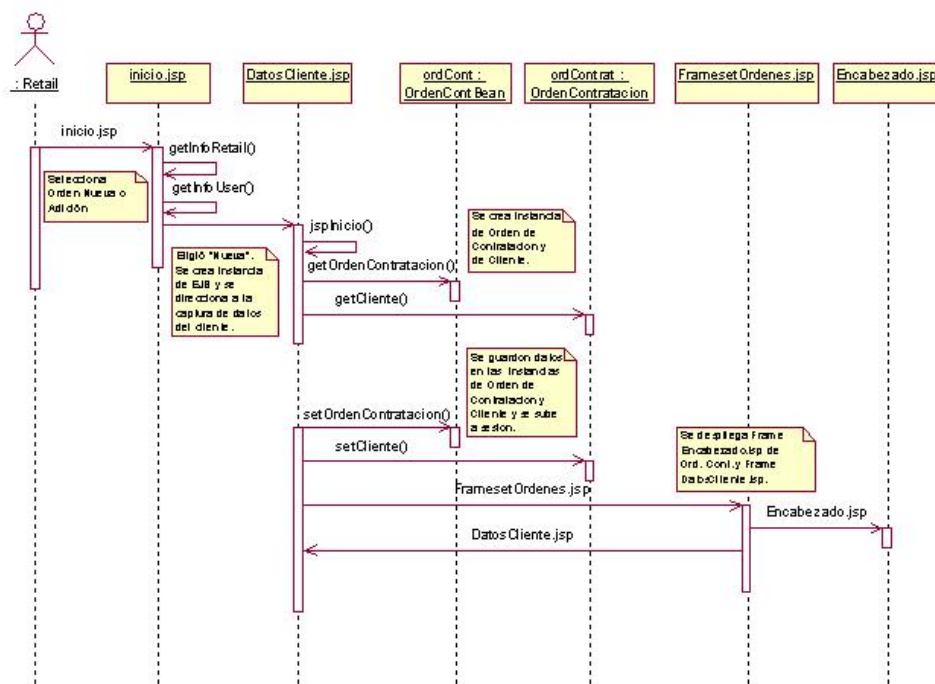 : Retail
inicio.jsp
DatosCliente.jsp
ordCont :
OrdenContBean
ordContrat :
OrdenContratacion
FramesetOrdenes.jsp
Encabezado.jsp
inicio.jsp
getInfoRetail()
Selecciona
Orden Nueva o
Adición
getInfoUser()
jspInicio()
Se crea instancia
de Orden de
Contratacion y
de Cliente.
Eligió "Nueva".
Se crea instancia
de EJB y se
direcciona a la
captura de datos
del cliente.
getOrdenContratacion()
getCliente()
Se guardon datos
en las instancias
de Orden de
Contratacion y
Cliente y se sube
a sesion.
setOrdenContratacion()
setCliente()
Se despliega Frame
Encabezado.jsp de
Ord. Cont. y Frame
DatosCliente.jsp.
FramesetOrdenes.jsp
Encabezado.jsp
DatosCliente.jsp